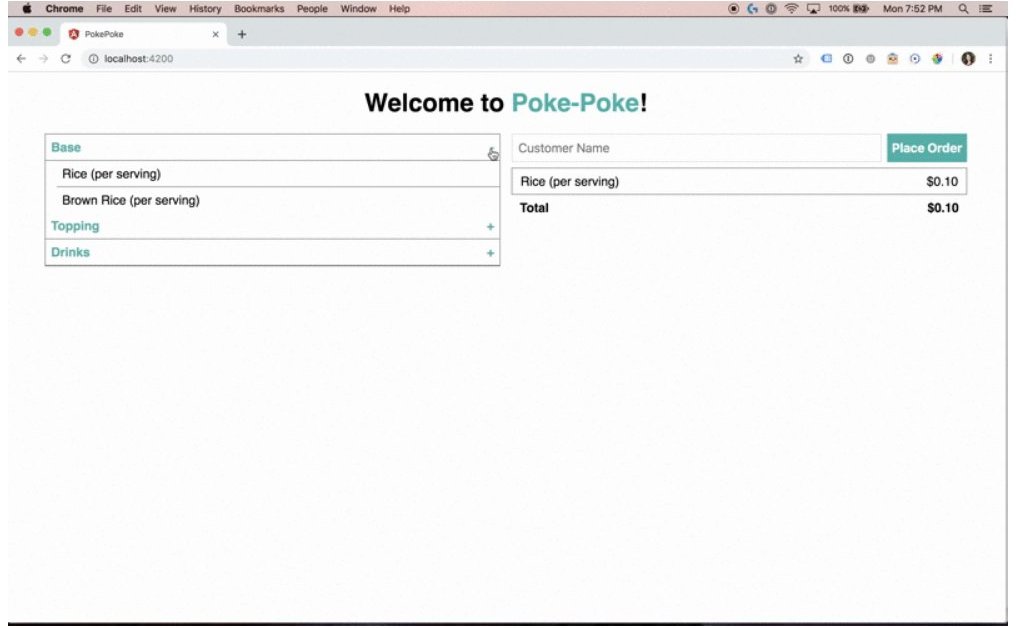 Chrome File Edit View History Bookmarks People Window Help 100% Mon 7:52 PM
PokePoke
localhost:4200
Welcome to Poke-Poke!
Base
Rice (per serving)
Brown Rice (per serving)
Topping +
Drinks +
Customer Name Place Order
Rice (per serving) $0.10
Total $0.10